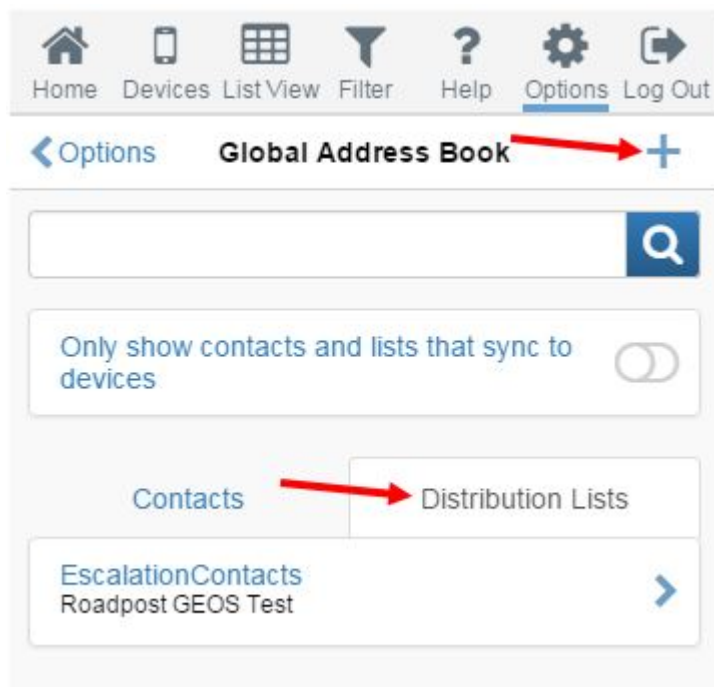 Home Devices List View Filter Help Options Log Out
Options Global Address Book
Only show contacts and lists that sync to
devices
Contacts Distribution Lists
EscalationContacts
Roadpost GEOS Test